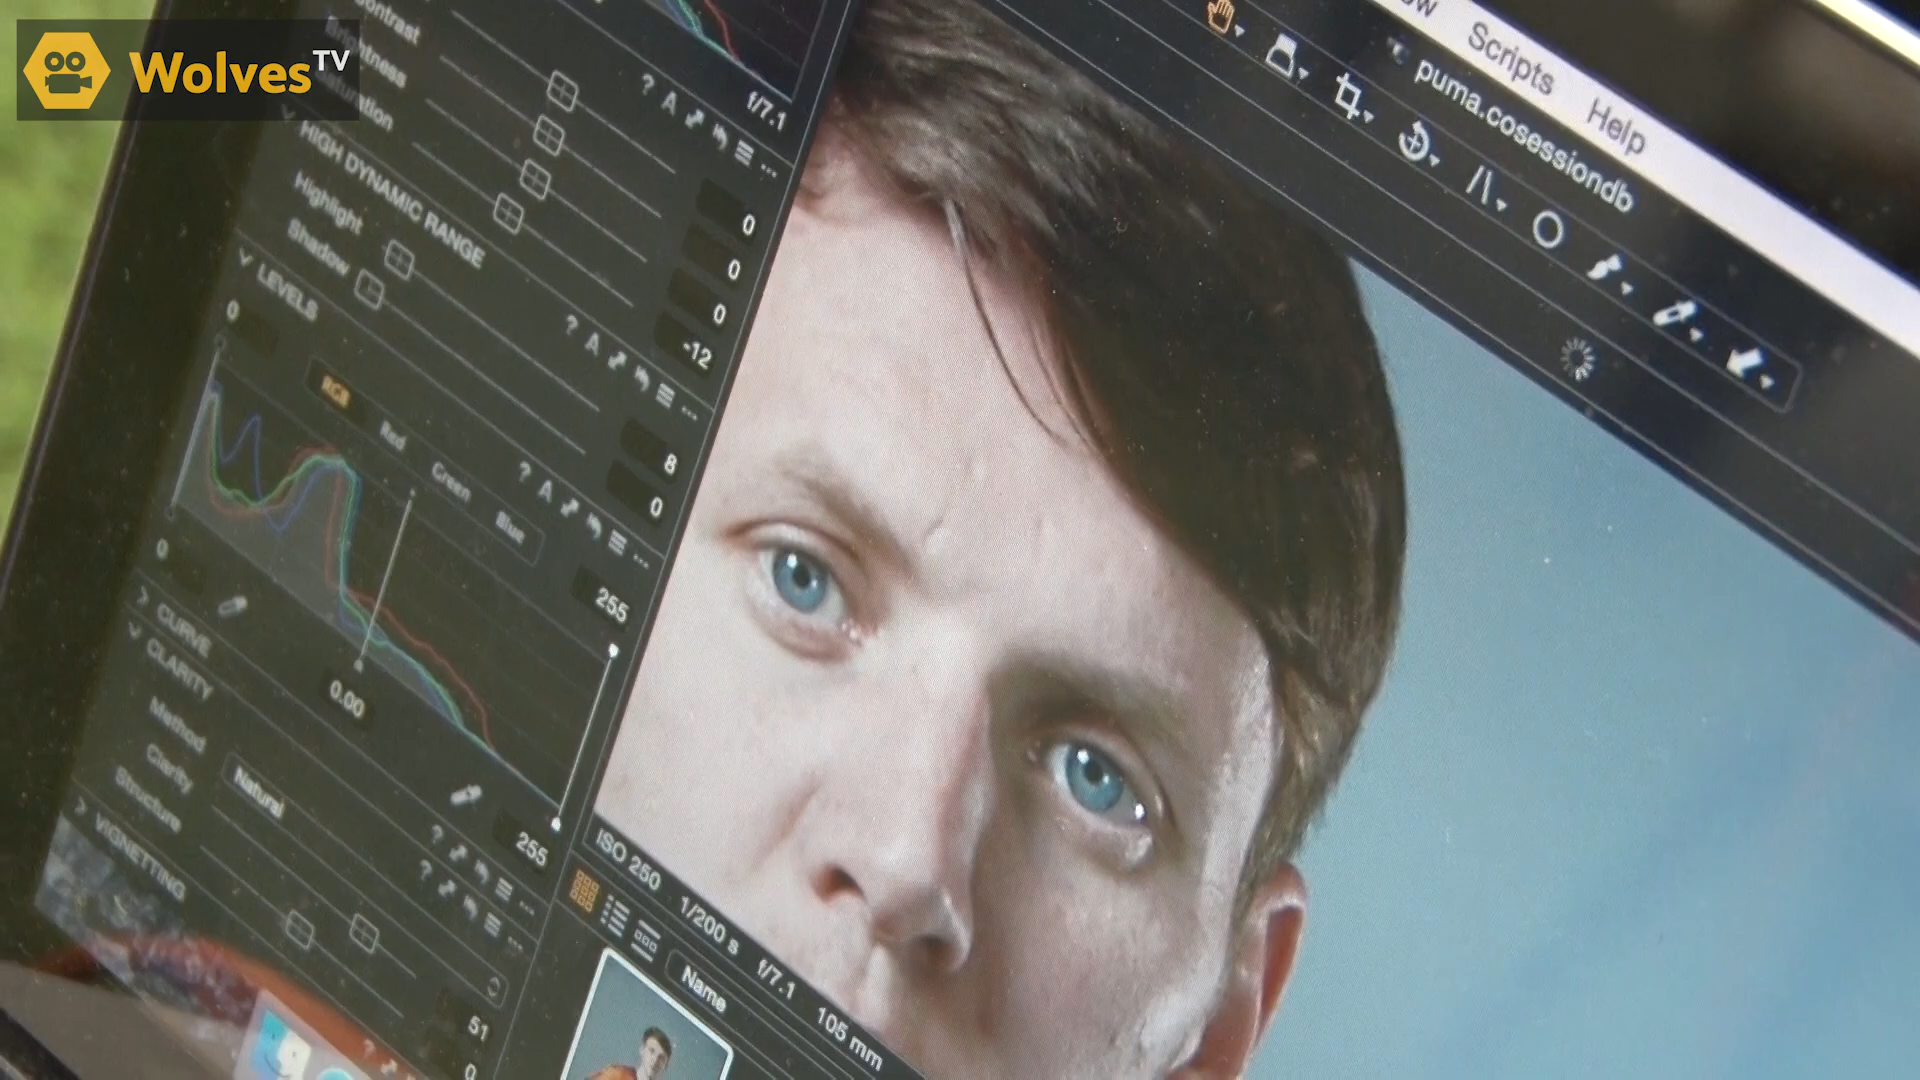 Wolves TV
Contrast
Brightness
Saturation
f/7.1
? A
0
0
0
-12
HIGH DYNAMIC RANGE
? A
Highlight
Shadow
8
0
LEVELS
? A
0
255
RGB
Red
Green
Blue
0
0.00
255
CURVE
?
CLARITY
?
Method
Natural
Clarity
51
Structure
0
VIGNETTING
?
Scripts
Help
puma.cosessiondb
ISO 250
1/200 s
f/7.1
105 mm
Name